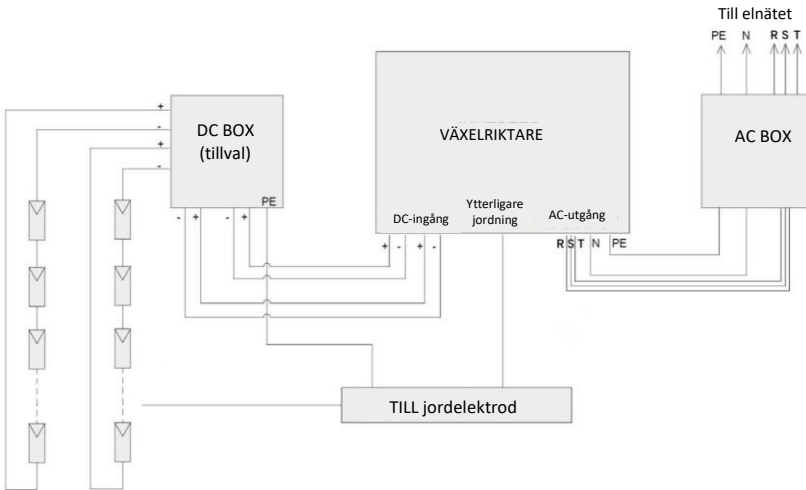 Till elnätet
PE N R S T
+
-
+
-
DC BOX
(tillval)
PE
- + - +
VÄXELRIKTARE
DC-ingång
Ytterligare
jordning
AC-utgång
+ - + -
R S T N PE
AC BOX
TILL jordelektrod